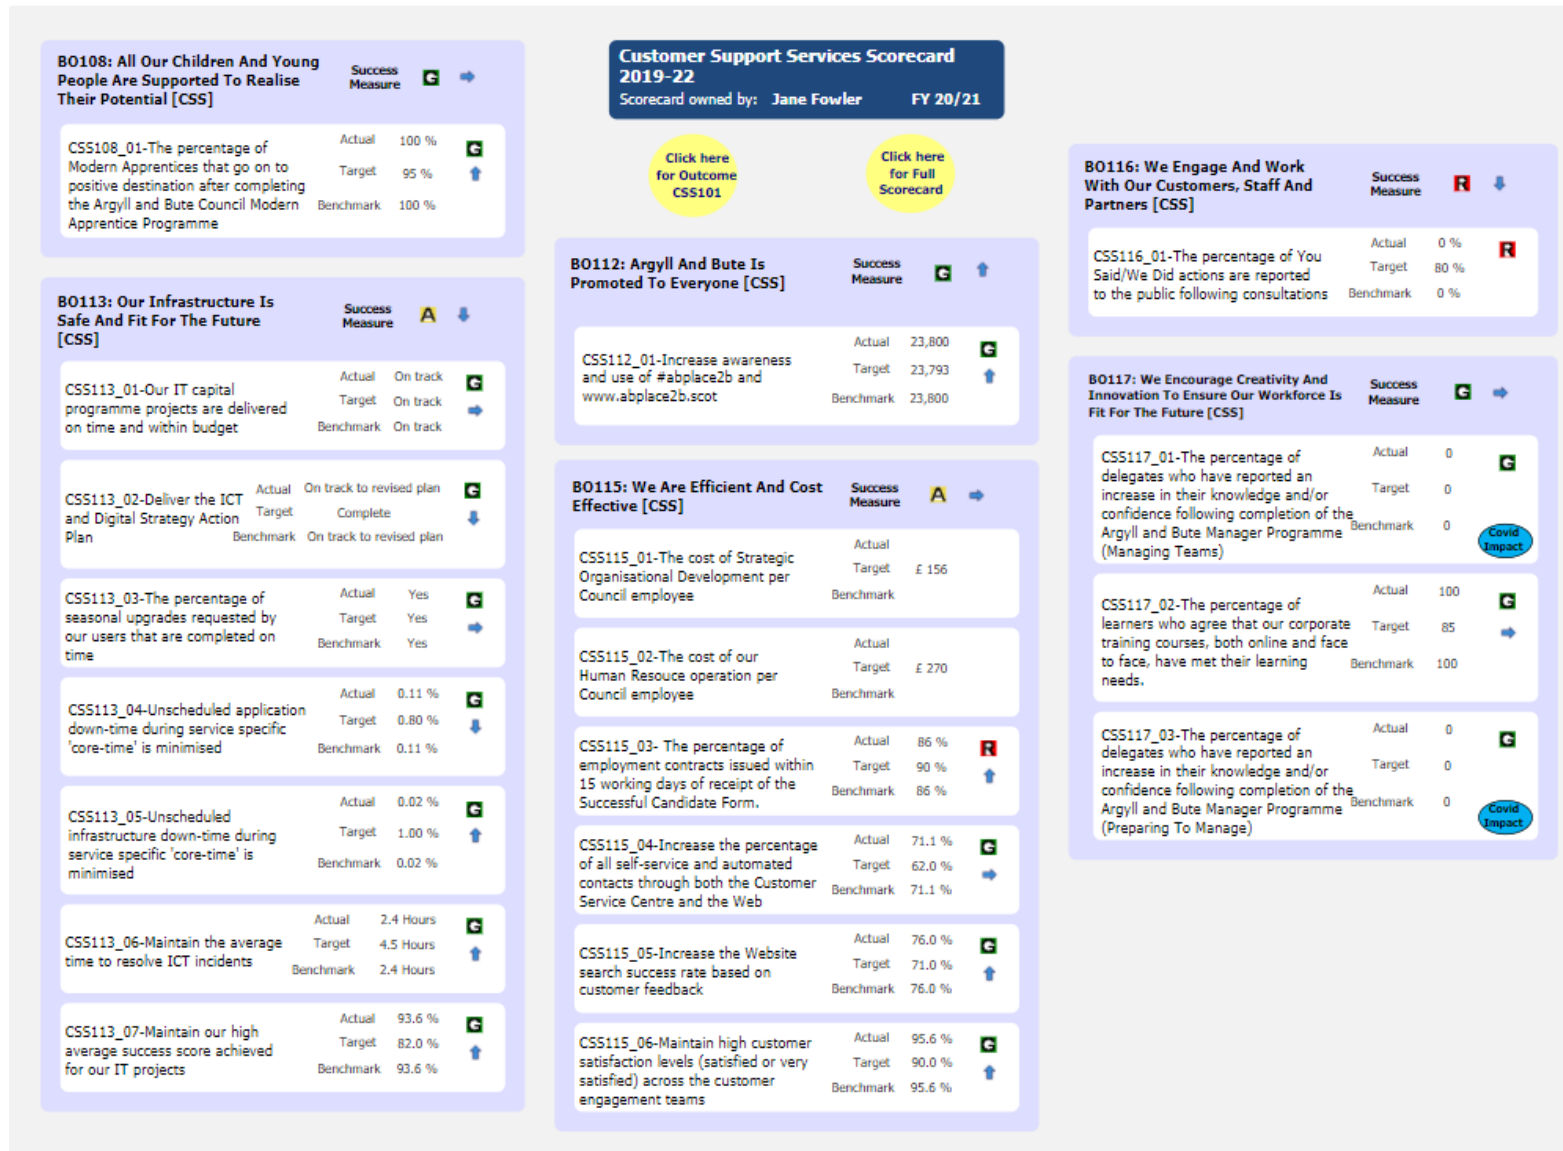 BO108: All Our Children And Young
People Are Supported To Realise
Their Potential [CSS]
Success
Measure
G
CSS108_01-The percentage of
Modern Apprentices that go on to
positive destination after completing
the Argyll and Bute Council Modern
Apprentice Programme
Actual 100 %
Target 95 %
Benchmark 100 %
G
BO113: Our Infrastructure Is
Safe And Fit For The Future
[CSS]
Success
Measure
A
CSS113_01-Our IT capital
programme projects are delivered
on time and within budget
Actual On track
Target On track
Benchmark On track
G
CSS113_02-Deliver the ICT
and Digital Strategy Action
Plan
Actual On track to revised plan
Target Complete
Benchmark On track to revised plan
G
CSS113_03-The percentage of
seasonal upgrades requested by
our users that are completed on
time
Actual Yes
Target Yes
Benchmark Yes
G
CSS113_04-Unscheduled application
down-time during service specific
'core-time' is minimised
Actual 0.11 %
Target 0.80 %
Benchmark 0.11 %
G
CSS113_05-Unscheduled
infrastructure down-time during
service specific 'core-time' is
minimised
Actual 0.02 %
Target 1.00 %
Benchmark 0.02 %
G
CSS113_06-Maintain the average
time to resolve ICT incidents
Actual 2.4 Hours
Target 4.5 Hours
Benchmark 2.4 Hours
G
CSS113_07-Maintain our high
average success score achieved
for our IT projects
Actual 93.6 %
Target 82.0 %
Benchmark 93.6 %
G
Customer Support Services Scorecard
2019-22
Scorecard owned by: Jane Fowler FY 20/21
Click here
for Outcome
CSS101
Click here
for Full
Scorecard
BO112: Argyll And Bute Is
Promoted To Everyone [CSS]
Success
Measure
G
CSS112_01-Increase awareness
and use of #abplace2b and
www.abplace2b.scot
Actual 23,800
Target 23,793
Benchmark 23,800
G
BO115: We Are Efficient And Cost
Effective [CSS]
Success
Measure
A
CSS115_01-The cost of Strategic
Organisational Development per
Council employee
Actual
Target £ 156
Benchmark
CSS115_02-The cost of our
Human Resouce operation per
Council employee
Actual
Target £ 270
Benchmark
CSS115_03- The percentage of
employment contracts issued within
15 working days of receipt of the
Successful Candidate Form.
Actual 86 %
Target 90 %
Benchmark 86 %
R
CSS115_04-Increase the percentage
of all self-service and automated
contacts through both the Customer
Service Centre and the Web
Actual 71.1 %
Target 62.0 %
Benchmark 71.1 %
G
CSS115_05-Increase the Website
search success rate based on
customer feedback
Actual 76.0 %
Target 71.0 %
Benchmark 76.0 %
G
CSS115_06-Maintain high customer
satisfaction levels (satisfied or very
satisfied) across the customer
engagement teams
Actual 95.6 %
Target 90.0 %
Benchmark 95.6 %
G
BO116: We Engage And Work
With Our Customers, Staff And
Partners [CSS]
Success
Measure
R
CSS116_01-The percentage of You
Said/We Did actions are reported
to the public following consultations
Actual 0 %
Target 80 %
Benchmark 0 %
R
BO117: We Encourage Creativity And
Innovation To Ensure Our Workforce Is
Fit For The Future [CSS]
Success
Measure
G
CSS117_01-The percentage of
delegates who have reported an
increase in their knowledge and/or
confidence following completion of the
Argyll and Bute Manager Programme
(Managing Teams)
Actual 0
Target 0
Benchmark 0
G
Covid
Impact
CSS117_02-The percentage of
learners who agree that our corporate
training courses, both online and face
to face, have met their learning
needs.
Actual 100
Target 85
Benchmark 100
G
CSS117_03-The percentage of
delegates who have reported an
increase in their knowledge and/or
confidence following completion of the
Argyll and Bute Manager Programme
(Preparing To Manage)
Actual 0
Target 0
Benchmark 0
G
Covid
Impact